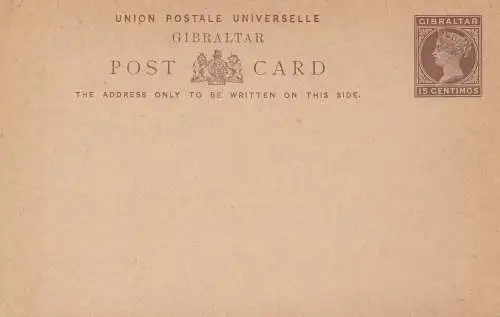 UNION POSTALE UNIVERSELLE
GIBRALTAR
POST CARD
THE ADDRESS ONLY TO BE WRITTEN ON THIS SIDE.
GIBRALTAR
15 CENTIMOS